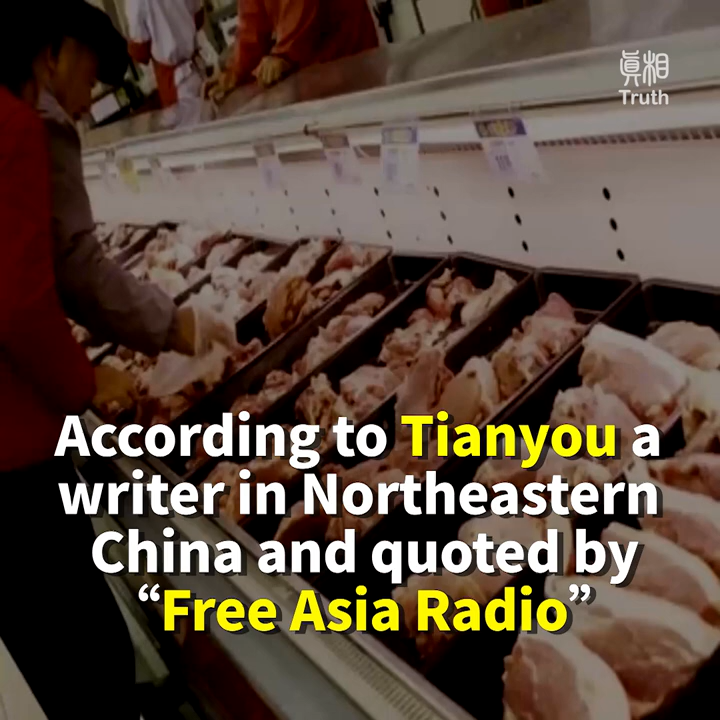 真相
Truth
According to Tianyou a
writer in Northeastern
China and quoted by
“Free Asia Radio”